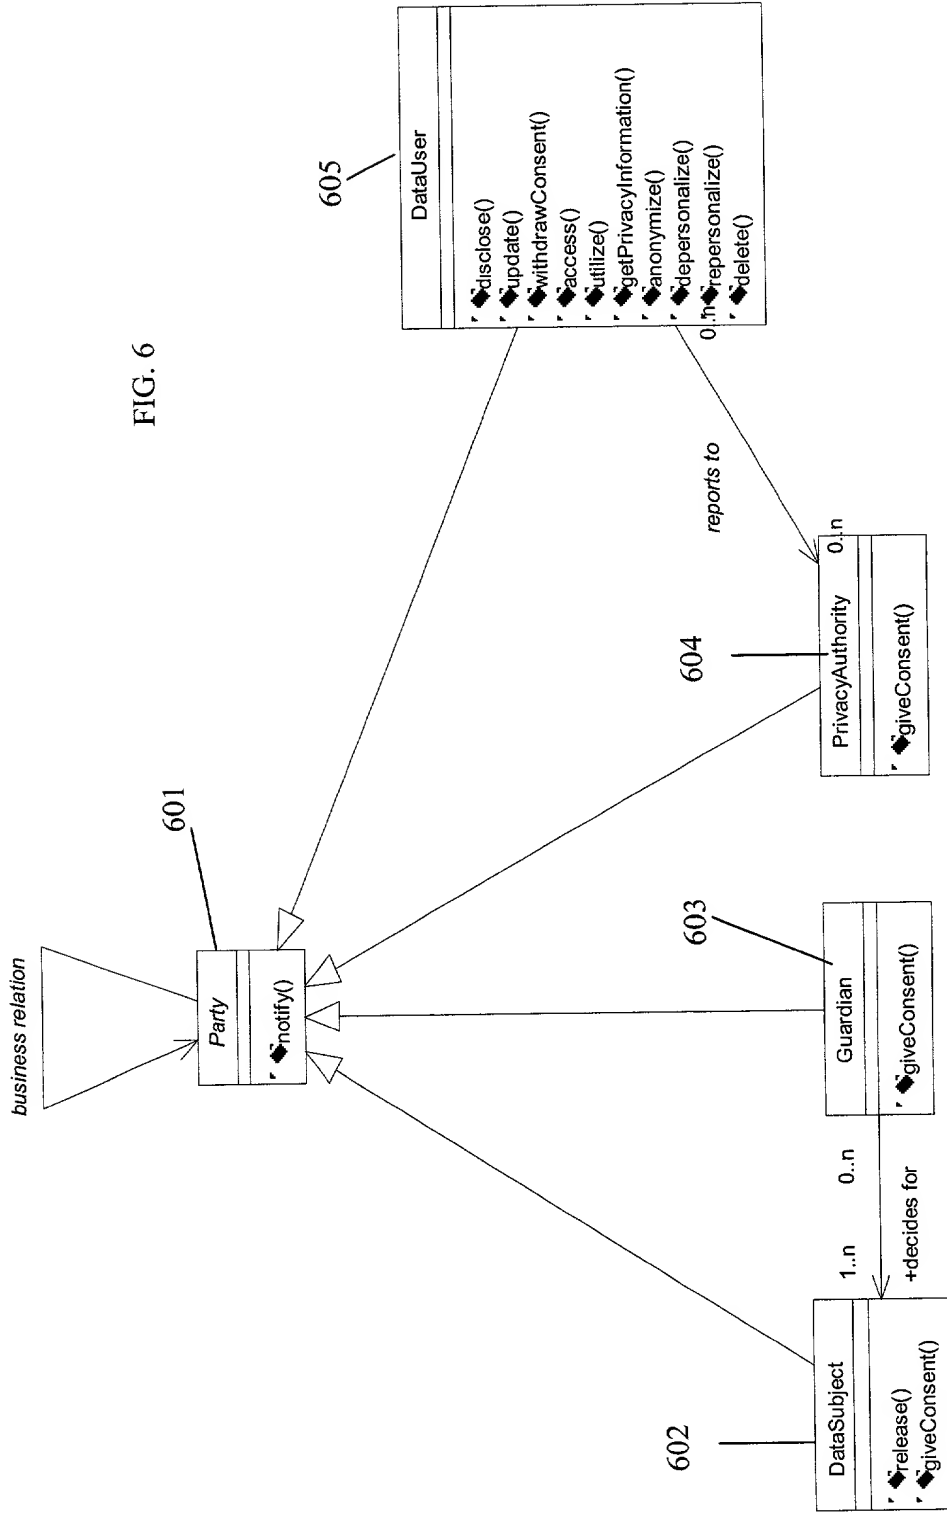 FIG. 6
business relation
601
Party
notify()
605
DataUser
disclose()
update()
withdrawConsent()
access()
utilize()
getPrivacyInformation()
anonymize()
depersonalize()
repersonalize()
delete()
0..n
reports to
0..n
602
DataSubject
release()
giveConsent()
1..n
0..n
+decides for
603
Guardian
giveConsent()
604
PrivacyAuthority
giveConsent()